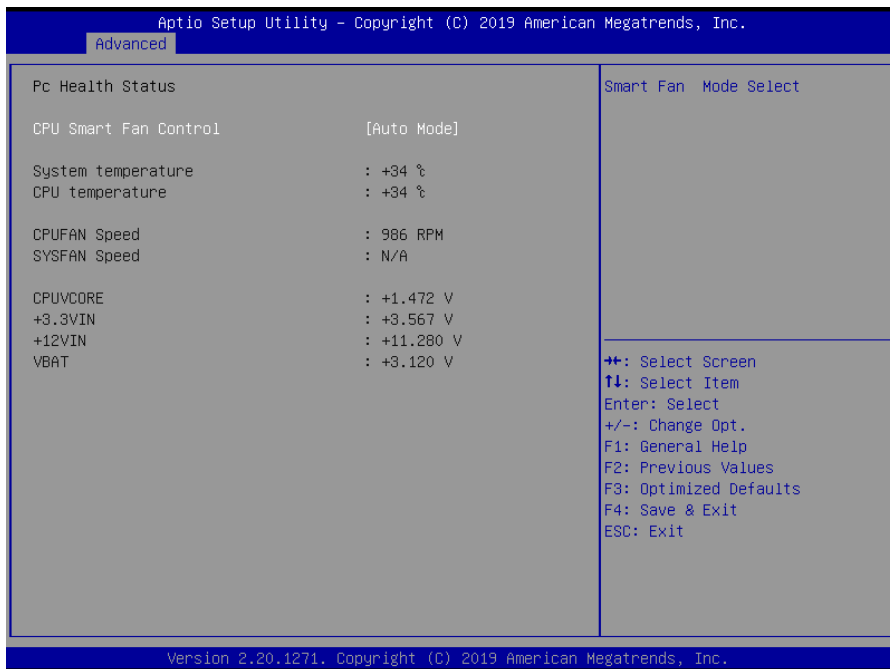 Aptio Setup Utility – Copyright (C) 2019 American Megatrends, Inc.
Advanced
Pc Health Status
CPU Smart Fan Control [Auto Mode]
System temperature : +34 ℃
CPU temperature : +34 ℃
CPUFAN Speed : 986 RPM
SYSFAN Speed : N/A
CPUVCORE : +1.472 V
+3.3VIN : +3.567 V
+12VIN : +11.280 V
VBAT : +3.120 V
Smart Fan  Mode Select
→←: Select Screen
↑↓: Select Item
Enter: Select
+/-: Change Opt.
F1: General Help
F2: Previous Values
F3: Optimized Defaults
F4: Save & Exit
ESC: Exit
Version 2.20.1271. Copyright (C) 2019 American Megatrends, Inc.